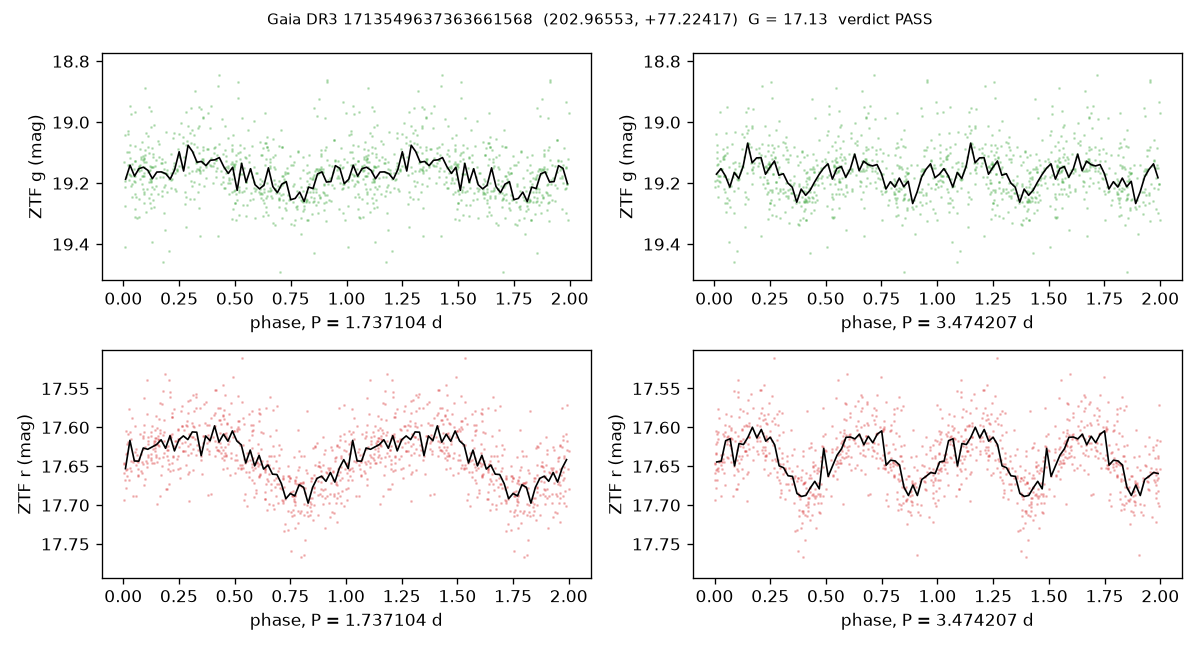 Gaia DR3 1713549637363661568  (202.96553, +77.22417)  G = 17.13  verdict PASS
ZTF g (mag)
18.8
19.0
19.2
19.4
0.00 0.25 0.50 0.75 1.00 1.25 1.50 1.75 2.00
phase, P = 1.737104 d
ZTF g (mag)
18.8
19.0
19.2
19.4
0.00 0.25 0.50 0.75 1.00 1.25 1.50 1.75 2.00
phase, P = 3.474207 d
ZTF r (mag)
17.55
17.60
17.65
17.70
17.75
0.00 0.25 0.50 0.75 1.00 1.25 1.50 1.75 2.00
phase, P = 1.737104 d
ZTF r (mag)
17.55
17.60
17.65
17.70
17.75
0.00 0.25 0.50 0.75 1.00 1.25 1.50 1.75 2.00
phase, P = 3.474207 d